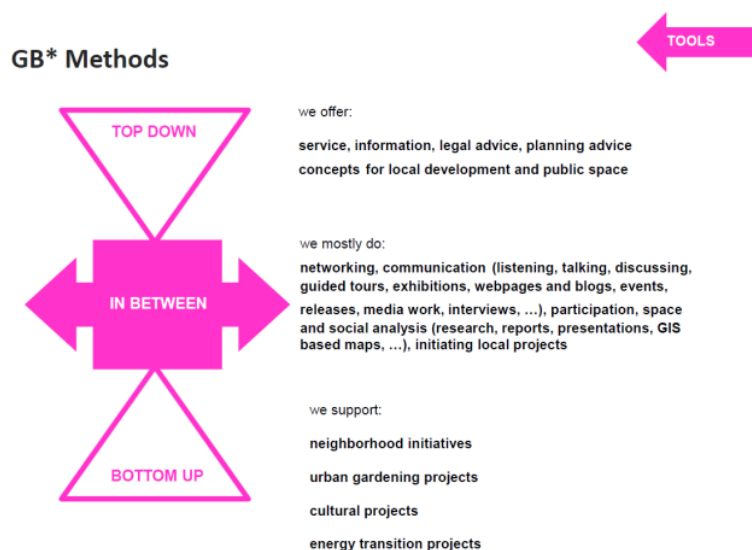 TOOLS
GB* Methods
TOP DOWN
we offer:
service, information, legal advice, planning advice
concepts for local development and public space
IN BETWEEN
we mostly do:
networking, communication (listening, talking, discussing,
guided tours, exhibitions, webpages and blogs, events,
releases, media work, interviews, ...), participation, space
and social analysis (research, reports, presentations, GIS
based maps, ...), initiating local projects
BOTTOM UP
we support:
neighborhood initiatives
urban gardening projects
cultural projects
energy transition projects